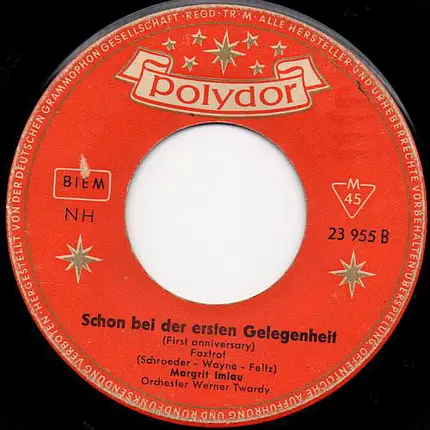 HERGESTELLT VON DER DEUTSCHEN GRAMMOPHON GESELLSCHAFT · REGD · TR · M · ALLE HERSTELLER- UND URHEBERRECHTE VORBEHALTEN · ÜBERSPIELUNG · ÖFFENTLICHE AUFFÜHRUNG UND RUNDFUNKSENDUNG VERBOTEN ·
polydor
BIEM
NH
M
45
23 955 B
Schon bei der ersten Gelegenheit
(First anniversary)
Foxtrot
(Schroeder - Wayne - Feltz)
Margrit Imlau
Orchester Werner Twardy